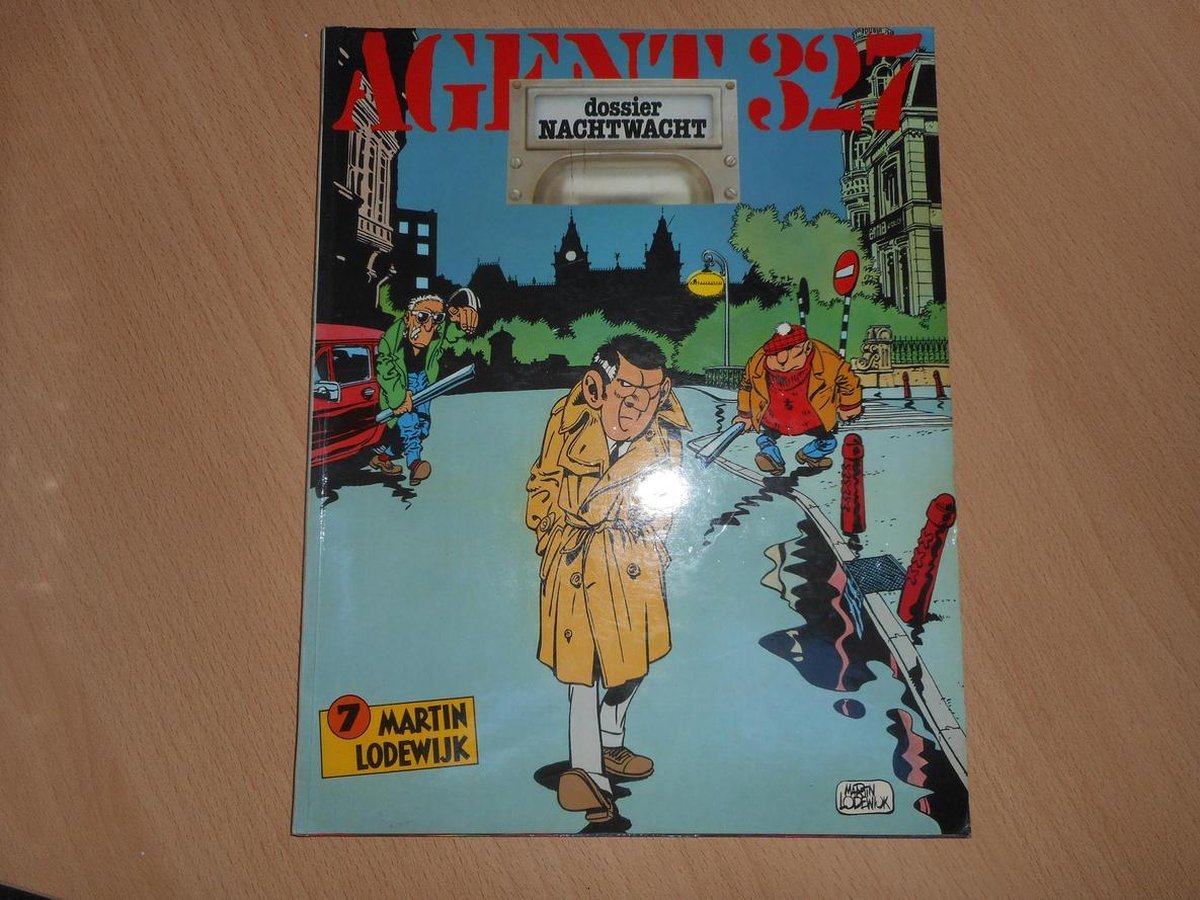 AGENT 327
dossier
NACHTWACHT
7
MARTIN
LODEWIJK
MARTIN
LODEWIJK